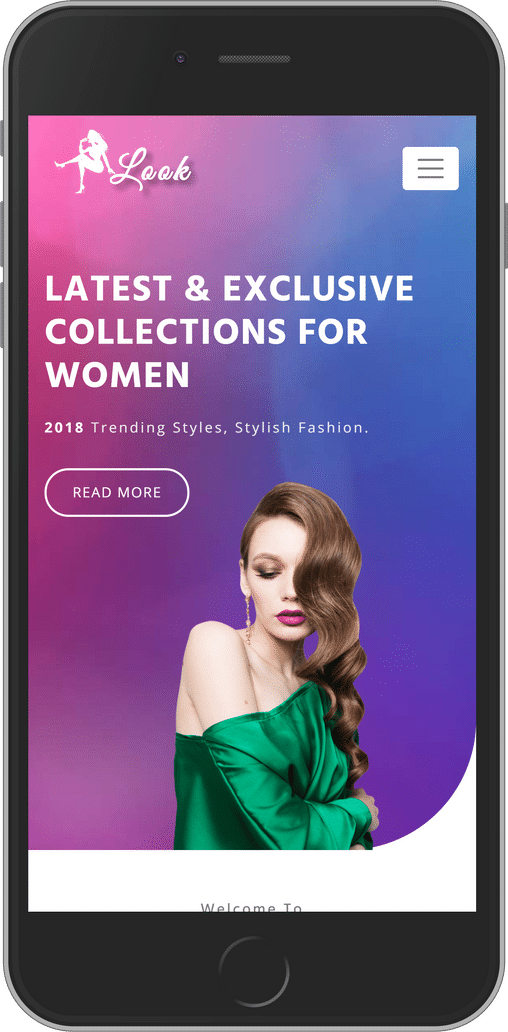 Look
LATEST & EXCLUSIVE
COLLECTIONS FOR
WOMEN
2018 Trending Styles, Stylish Fashion.
READ MORE
Welcome To